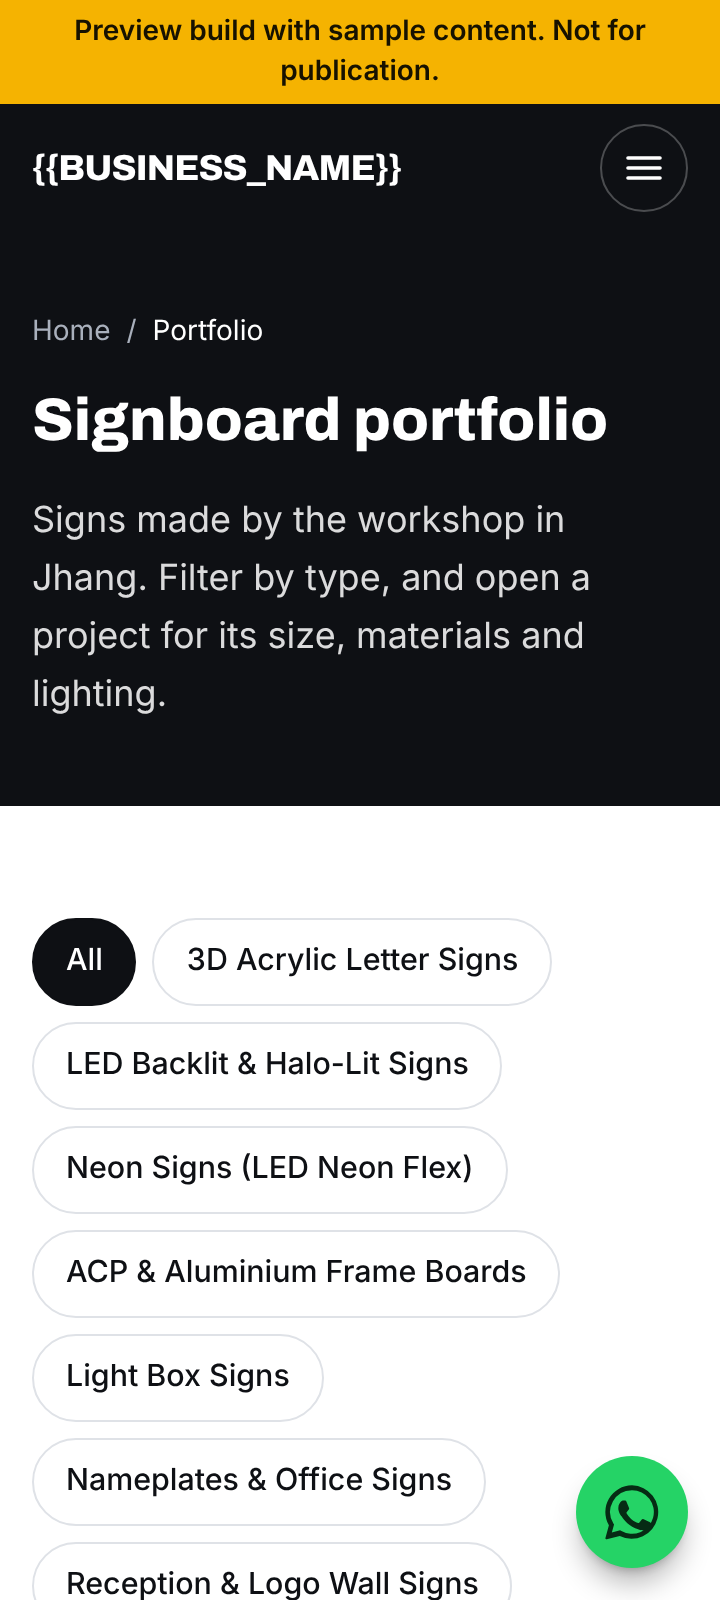 Preview build with sample content. Not for
publication.
{{BUSINESS_NAME}}
Home / Portfolio
Signboard portfolio
Signs made by the workshop in
Jhang. Filter by type, and open a
project for its size, materials and
lighting.
All
3D Acrylic Letter Signs
LED Backlit & Halo-Lit Signs
Neon Signs (LED Neon Flex)
ACP & Aluminium Frame Boards
Light Box Signs
Nameplates & Office Signs
Reception & Logo Wall Signs